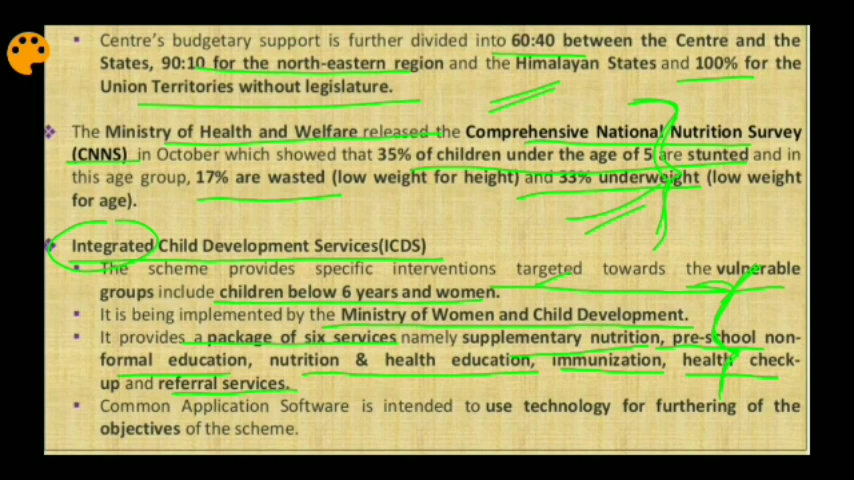 Centre's budgetary support is further divided into 60:40 between the Centre and the
States, 90:10 for the north-eastern region and the Himalayan States and 100% for the
Union Territories without legislature.
The Ministry of Health and Welfare released the Comprehensive National Nutrition Survey
(CNNS) in October which showed that 35% of children under the age of 5 are stunted and in
this age group, 17% are wasted (low weight for height) and 33% underweight (low weight
for age).
Integrated Child Development Services(ICDS)
The scheme provides specific interventions targeted towards the vulnerable
groups include children below 6 years and women.
It is being implemented by the Ministry of Women and Child Development.
It provides a package of six services namely supplementary nutrition, pre-school non-
formal education, nutrition & health education, immunization, health check-
up and referral services.
Common Application Software is intended to use technology for furthering of the
objectives of the scheme.